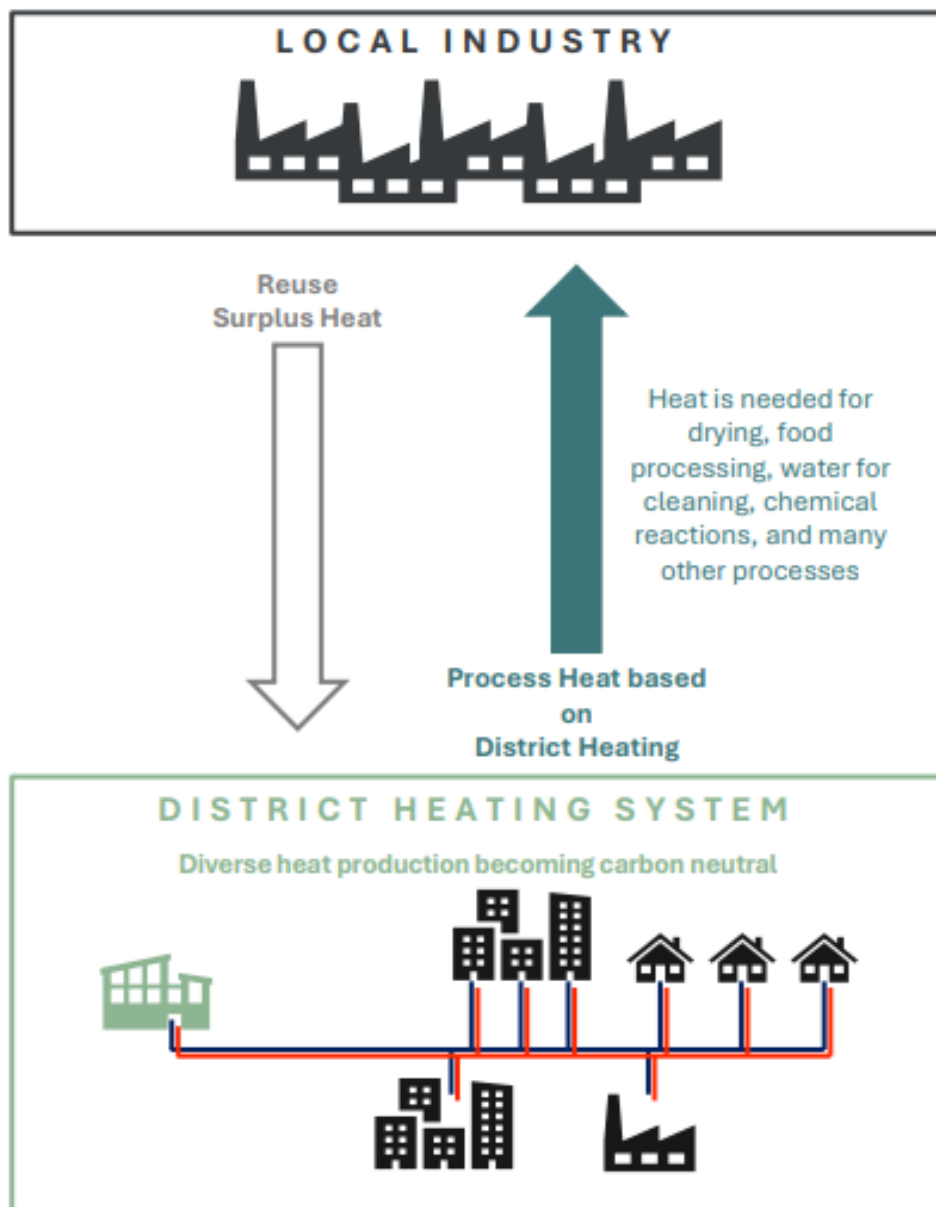 LOCAL INDUSTRY
Reuse
Surplus Heat
Heat is needed for
drying, food
processing, water for
cleaning, chemical
reactions, and many
other processes
Process Heat based
on
District Heating
DISTRICT HEATING SYSTEM
Diverse heat production becoming carbon neutral